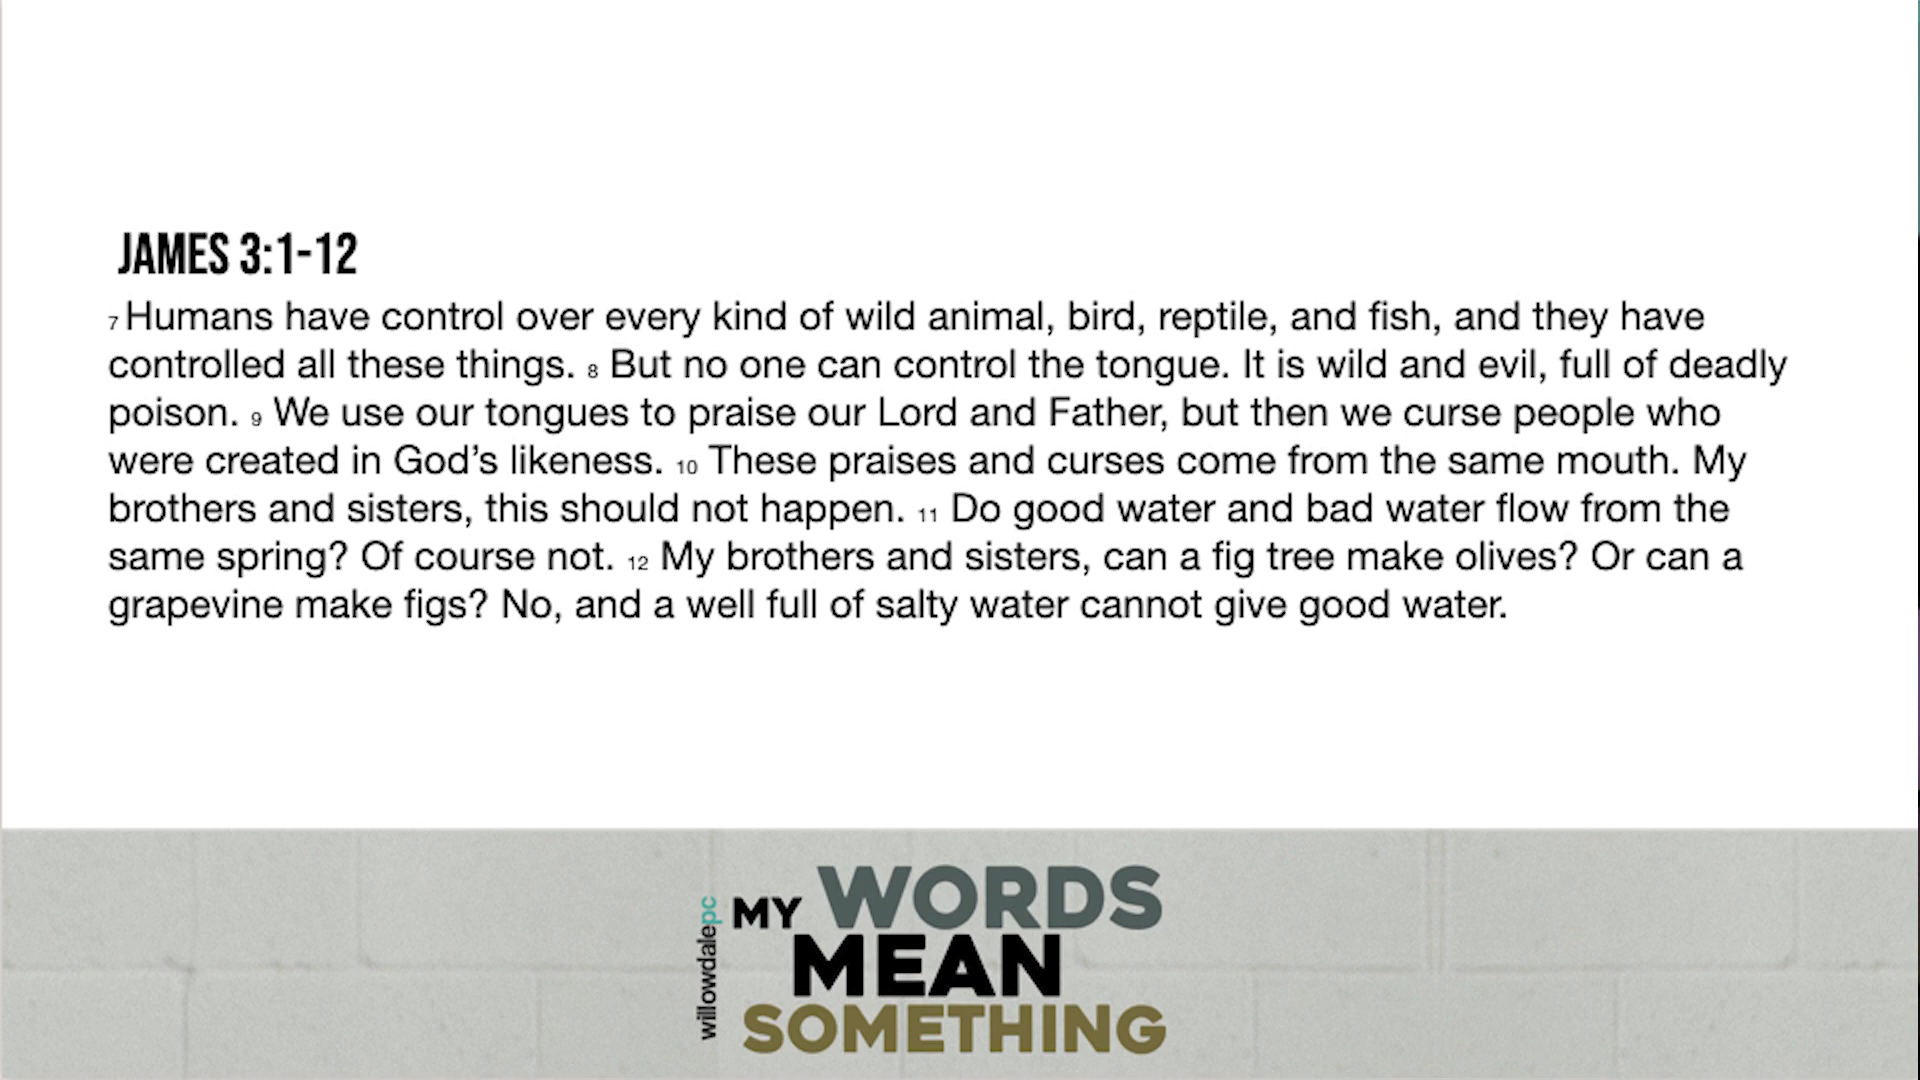 JAMES 3:1-12
7 Humans have control over every kind of wild animal, bird, reptile, and fish, and they have
controlled all these things. 8 But no one can control the tongue. It is wild and evil, full of deadly
poison. 9 We use our tongues to praise our Lord and Father, but then we curse people who
were created in God’s likeness. 10 These praises and curses come from the same mouth. My
brothers and sisters, this should not happen. 11 Do good water and bad water flow from the
same spring? Of course not. 12 My brothers and sisters, can a fig tree make olives? Or can a
grapevine make figs? No, and a well full of salty water cannot give good water.
willowdalepc
MY WORDS
MEAN
SOMETHING